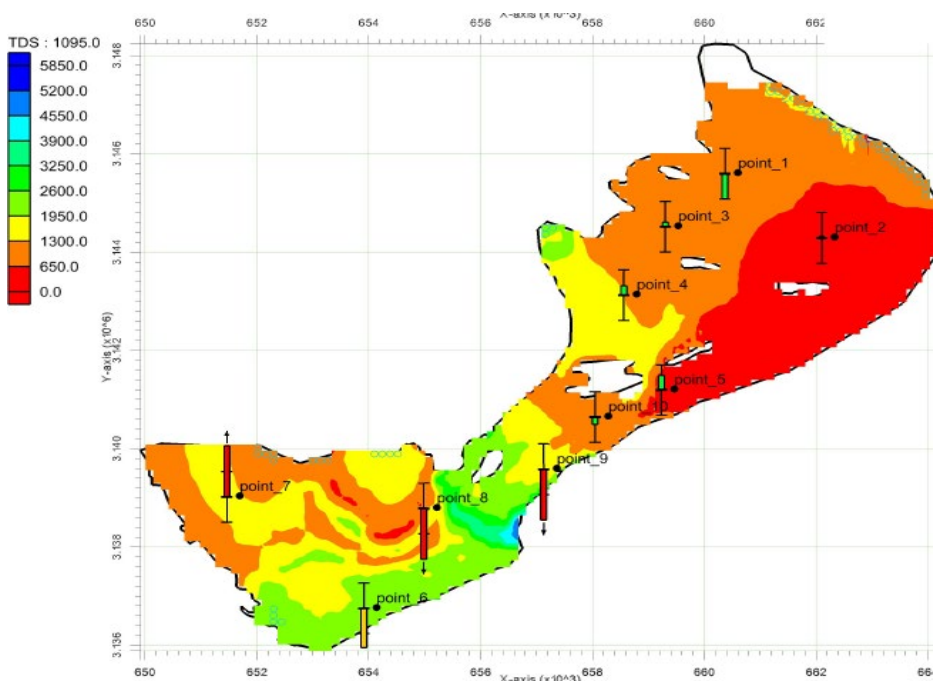 X-axis (x10^3)
650 652 654 656 658 660 662
TDS : 1095.0
5850.0
5200.0
4550.0
3900.0
3250.0
2600.0
1950.0
1300.0
650.0
0.0
3.148
3.146
3.144
3.142
3.140
3.138
3.136
Y-axis (x10^6)
point_1
point_3
point_2
point_4
point_5
point_10
point_9
point_7
point_8
point_6
650 652 654 656 658 660 662 664
X-axis (x10^3)